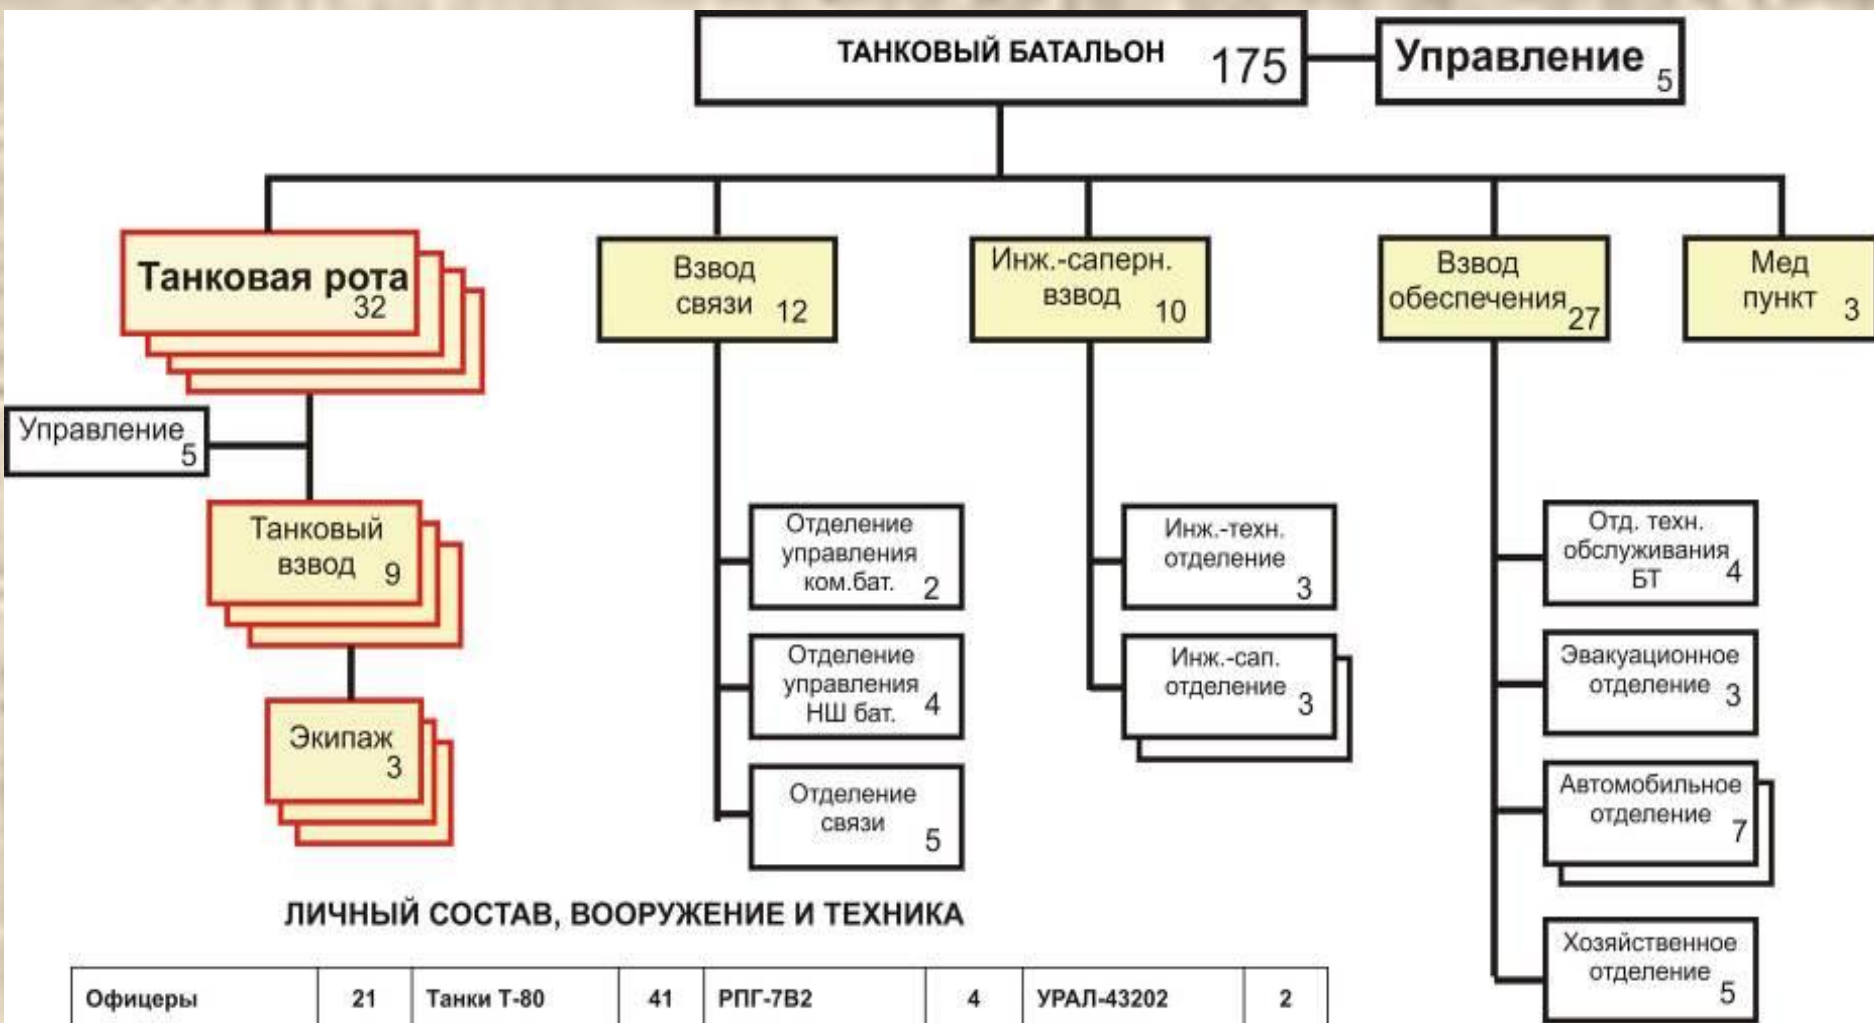 ТАНКОВЫЙ БАТАЛЬОН 175
Управление 5
Танковая рота
32
Взвод
связи 12
Инж.-саперн.
взвод 10
Взвод
обеспечения 27
Мед
пункт 3
Управление
5
Танковый
взвод 9
Экипаж
3
Отделение
управления
ком.бат. 2
Отделение
управления
НШ бат. 4
Отделение
связи 5
Инж.-техн.
отделение
3
Инж.-сап.
отделение
3
Отд. техн.
обслуживания
БТ 4
Эвакуационное
отделение 3
Автомобильное
отделение
7
Хозяйственное
отделение
5
ЛИЧНЫЙ СОСТАВ, ВООРУЖЕНИЕ И ТЕХНИКА
Офицеры 21 Танки Т-80 41 РПГ-7В2 4 УРАЛ-43202 2